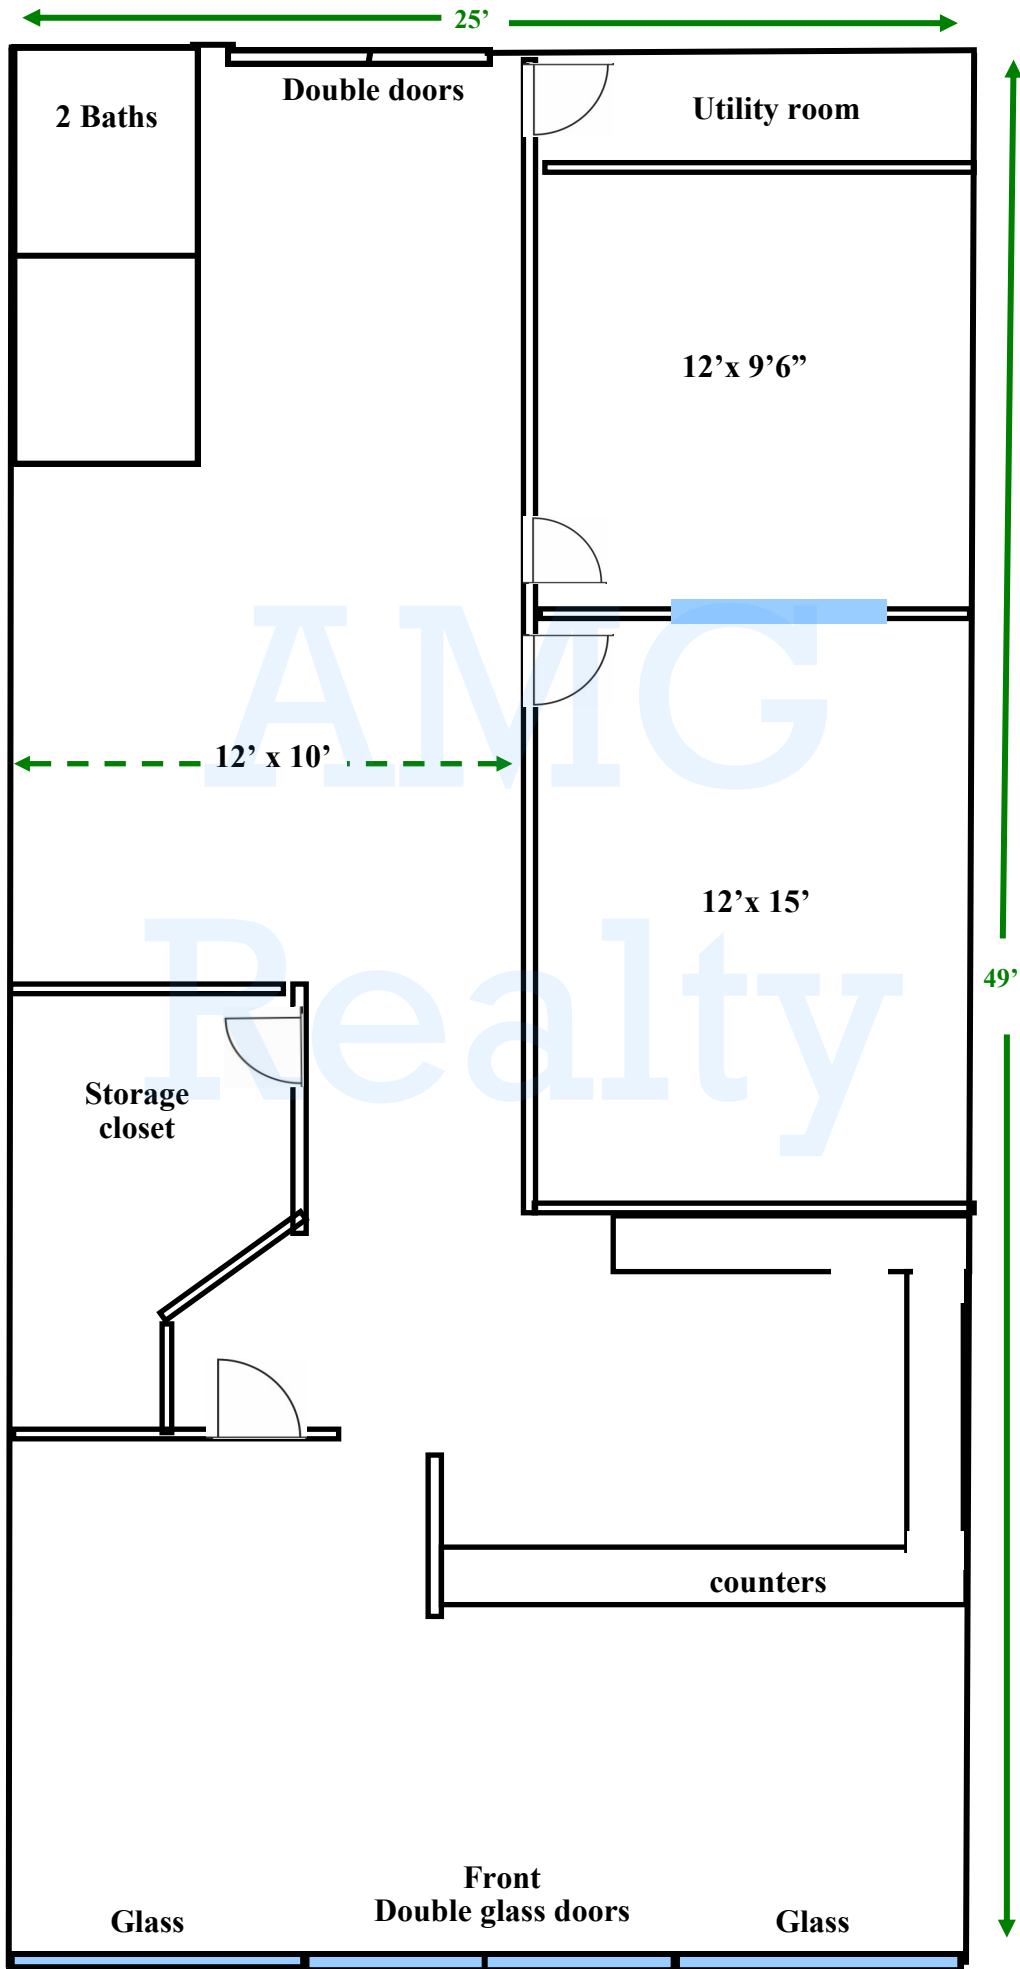 25’
Double doors
2 Baths
Utility room
12’x 9’6”
AMG
12’ x 10’
12’x 15’
Realty
49’
Storage
closet
counters
Front
Double glass doors
Glass
Glass